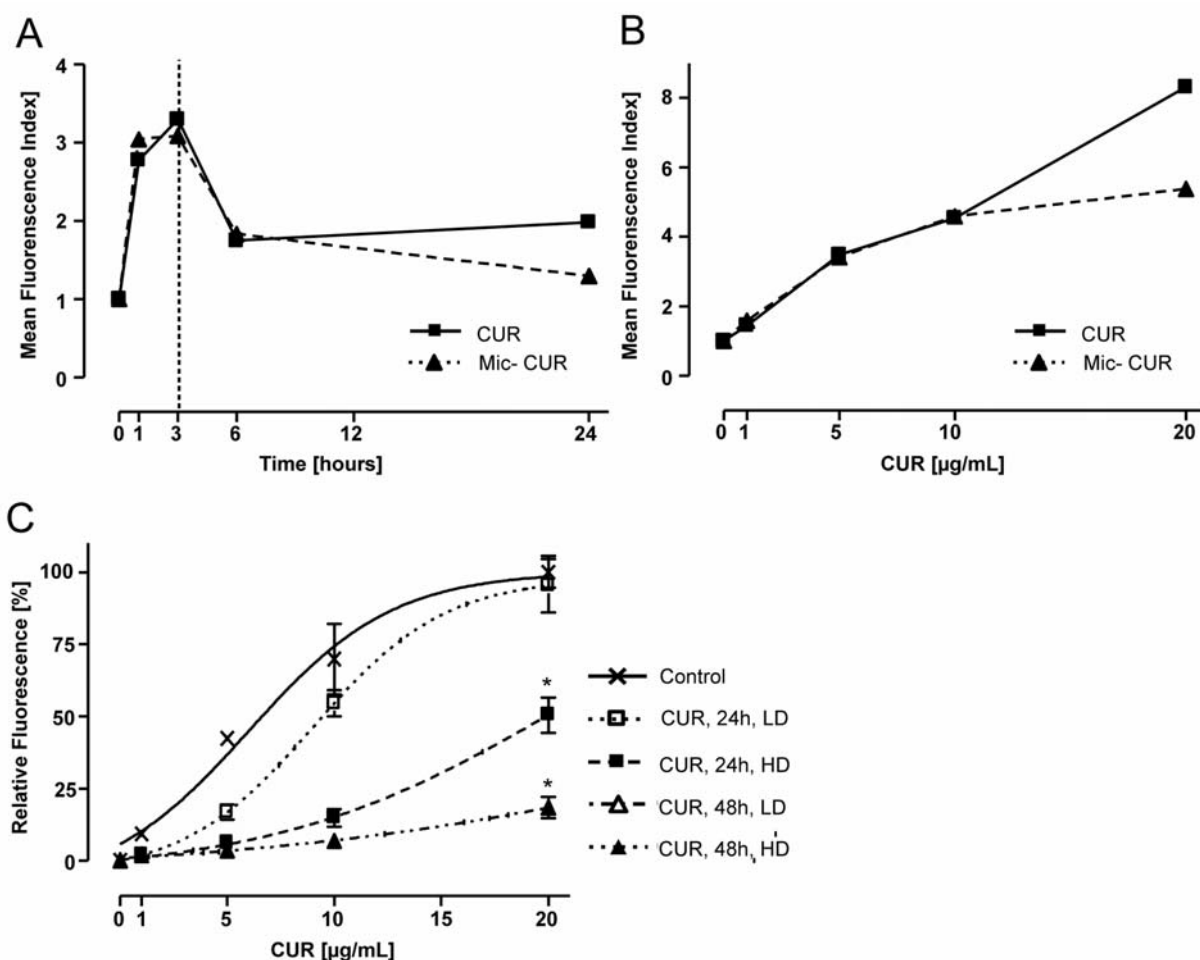 A
Mean Fluorenscence Index]
4
3
2
1
0
CUR
Mic- CUR
0 1 3 6 12 24
Time [hours]
B
Mean Fluorenscence Index]
8
6
4
2
0
CUR
Mic- CUR
0 1 5 10 20
CUR [µg/mL]
C
Relative Fluorescence [%]
100
75
50
25
0
*
*
0 1 5 10 15 20
CUR [µg/mL]
Control
CUR, 24h, LD
CUR, 24h, HD
CUR, 48h, LD
CUR, 48h, HD